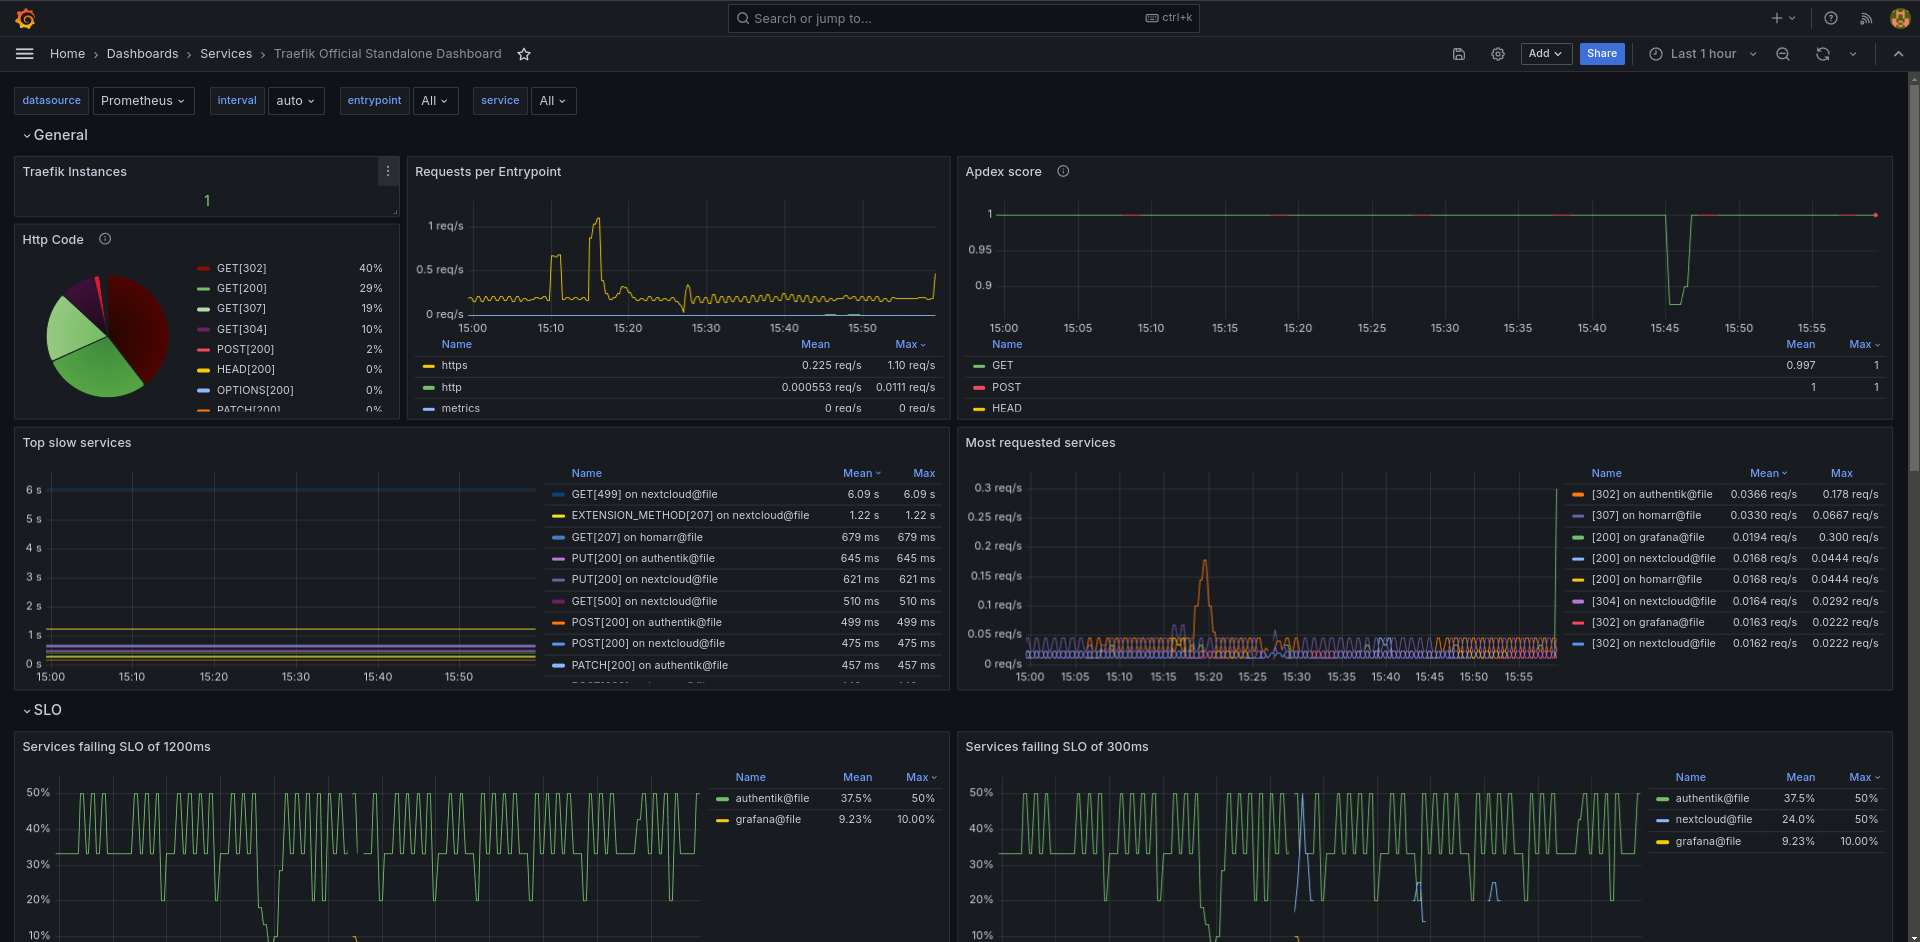 Search or jump to... ctrl+k
Home › Dashboards › Services › Traefik Official Standalone Dashboard
Add Share Last 1 hour
datasource Prometheus interval auto entrypoint All service All
General
Traefik Instances
1
Http Code
GET[302] 40%
GET[200] 29%
GET[307] 19%
GET[304] 10%
POST[200] 2%
HEAD[200] 0%
OPTIONS[200] 0%
PATCH[200] 0%
Requests per Entrypoint
1 req/s
0.5 req/s
0 req/s
15:00 15:10 15:20 15:30 15:40 15:50
Name Mean Max
https 0.225 req/s 1.10 req/s
http 0.000553 req/s 0.0111 req/s
metrics 0 req/s 0 req/s
Apdex score
1
0.95
0.9
15:00 15:05 15:10 15:15 15:20 15:25 15:30 15:35 15:40 15:45 15:50 15:55
Name Mean Max
GET 0.997 1
POST 1 1
HEAD
Top slow services
6 s
5 s
4 s
3 s
2 s
1 s
0 s
15:00 15:10 15:20 15:30 15:40 15:50
Name Mean Max
GET[499] on nextcloud@file 6.09 s 6.09 s
EXTENSION_METHOD[207] on nextcloud@file 1.22 s 1.22 s
GET[207] on homarr@file 679 ms 679 ms
PUT[200] on authentik@file 645 ms 645 ms
PUT[200] on nextcloud@file 621 ms 621 ms
GET[500] on nextcloud@file 510 ms 510 ms
POST[200] on authentik@file 499 ms 499 ms
POST[200] on nextcloud@file 475 ms 475 ms
PATCH[200] on authentik@file 457 ms 457 ms
Most requested services
0.3 req/s
0.25 req/s
0.2 req/s
0.15 req/s
0.1 req/s
0.05 req/s
0 req/s
15:00 15:05 15:10 15:15 15:20 15:25 15:30 15:35 15:40 15:45 15:50 15:55
Name Mean Max
[302] on authentik@file 0.0366 req/s 0.178 req/s
[307] on homarr@file 0.0330 req/s 0.0667 req/s
[200] on grafana@file 0.0194 req/s 0.300 req/s
[200] on nextcloud@file 0.0168 req/s 0.0444 req/s
[200] on homarr@file 0.0168 req/s 0.0444 req/s
[304] on nextcloud@file 0.0164 req/s 0.0292 req/s
[302] on grafana@file 0.0163 req/s 0.0222 req/s
[302] on nextcloud@file 0.0162 req/s 0.0222 req/s
SLO
Services failing SLO of 1200ms
50%
40%
30%
20%
10%
Name Mean Max
authentik@file 37.5% 50%
grafana@file 9.23% 10.00%
Services failing SLO of 300ms
50%
40%
30%
20%
10%
Name Mean Max
authentik@file 37.5% 50%
nextcloud@file 24.0% 50%
grafana@file 9.23% 10.00%